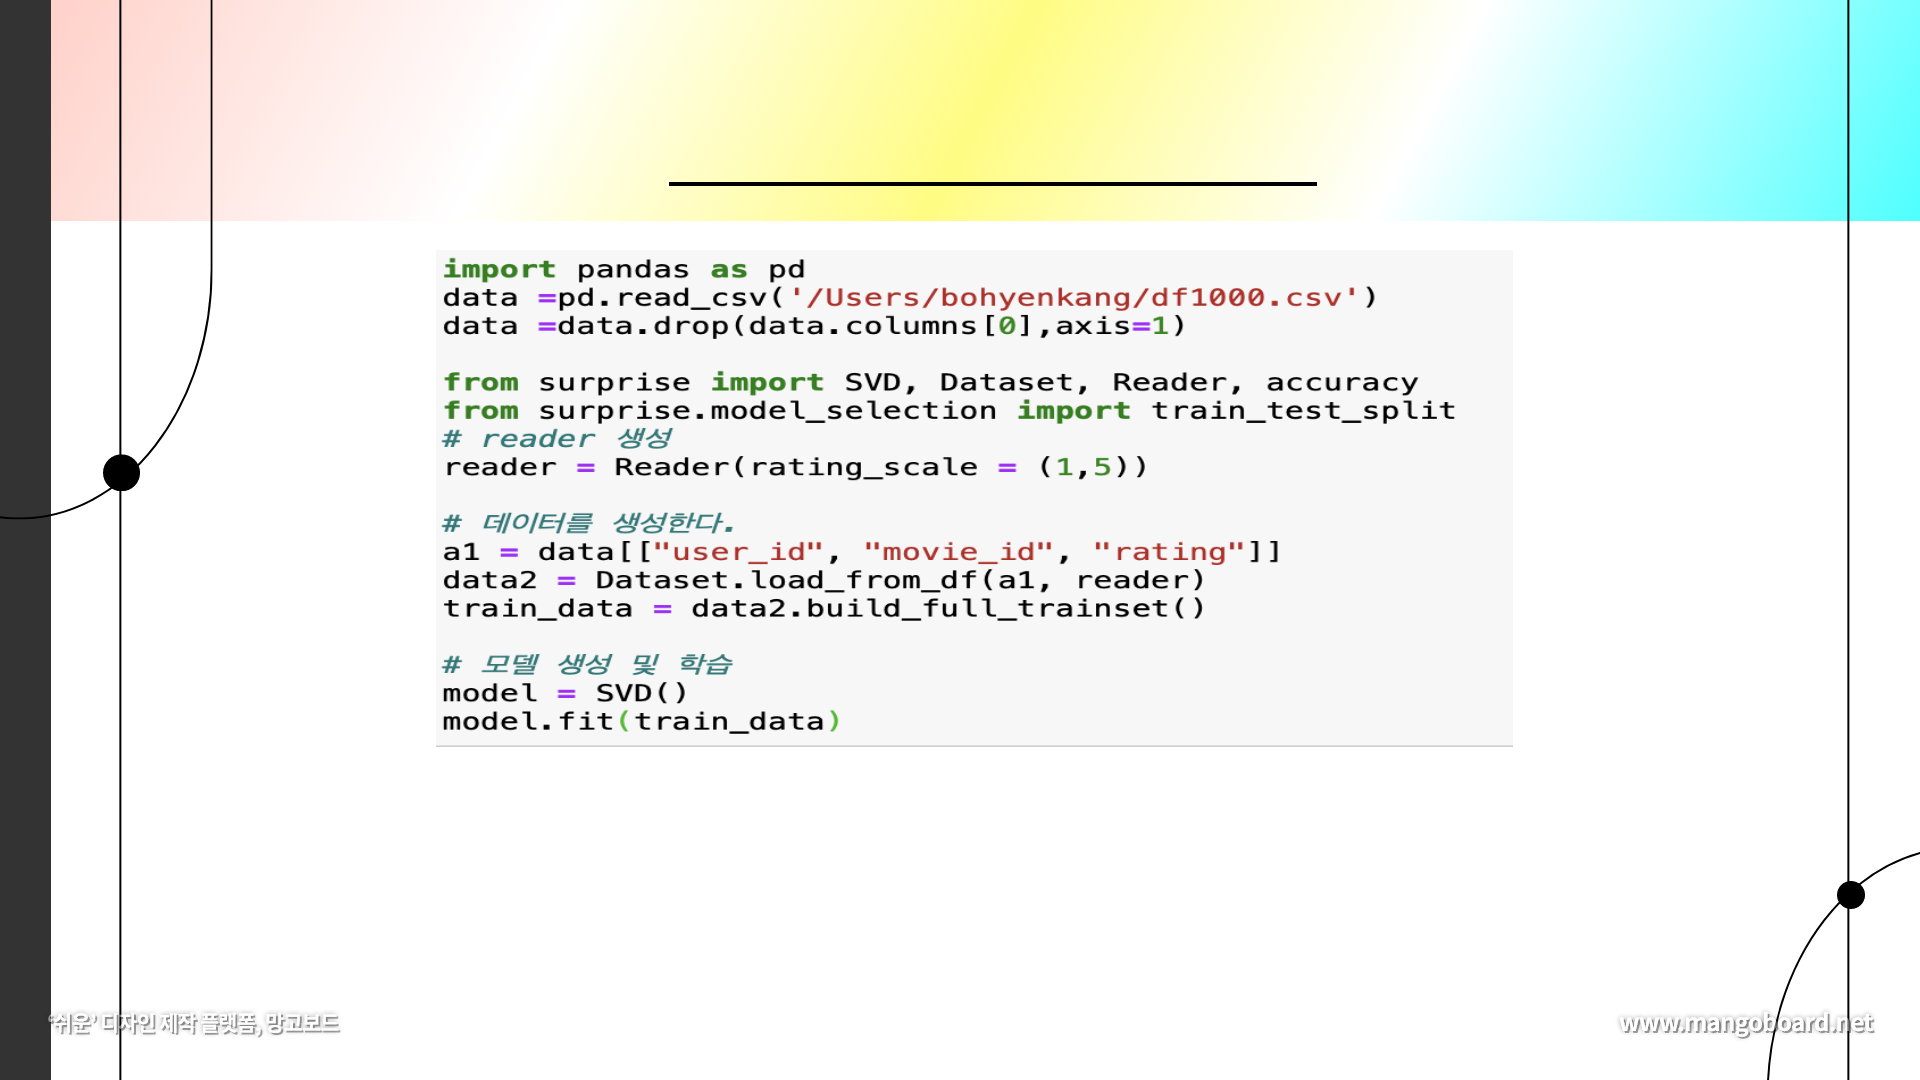 import pandas as pd
data =pd.read_csv('/Users/bohyenkang/df1000.csv')
data =data.drop(data.columns[0],axis=1)
from surprise import SVD, Dataset, Reader, accuracy
from surprise.model_selection import train_test_split
# reader 생성
reader = Reader(rating_scale = (1,5))
# 데이터를 생성한다.
a1 = data[["user_id", "movie_id", "rating"]]
data2 = Dataset.load_from_df(a1, reader)
train_data = data2.build_full_trainset()
# 모델 생성 및 학습
model = SVD()
model.fit(train_data)
'쉬운' 디자인 제작 플랫폼, 망고보드
www.mangoboard.net